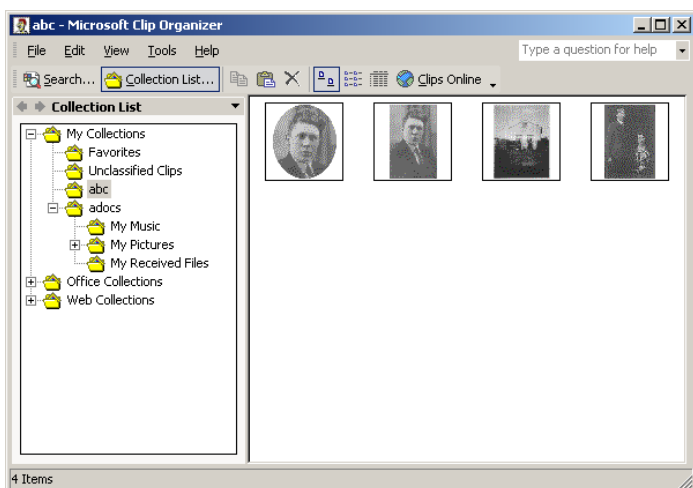 abc - Microsoft Clip Organizer
File Edit View Tools Help Type a question for help
Search... Collection List... Clips Online
Collection List
My Collections
Favorites
Unclassified Clips
abc
adocs
My Music
My Pictures
My Received Files
Office Collections
Web Collections
4 Items